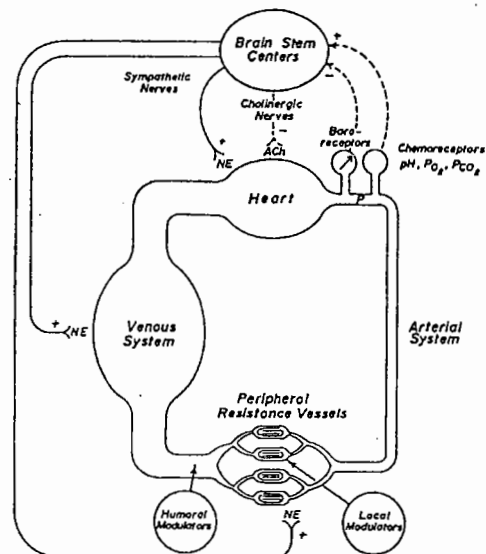 Brain Stem
Centers
+
−
Sympathetic
Nerves
Cholinergic
Nerves
−
+
NE
ACh
Baro-
receptors
Chemoreceptors
pH, PO2, PCO2
Heart
P
+
NE
Venous
System
Arterial
System
Peripheral
Resistance Vessels
Humoral
Modulators
NE
+
Local
Modulators